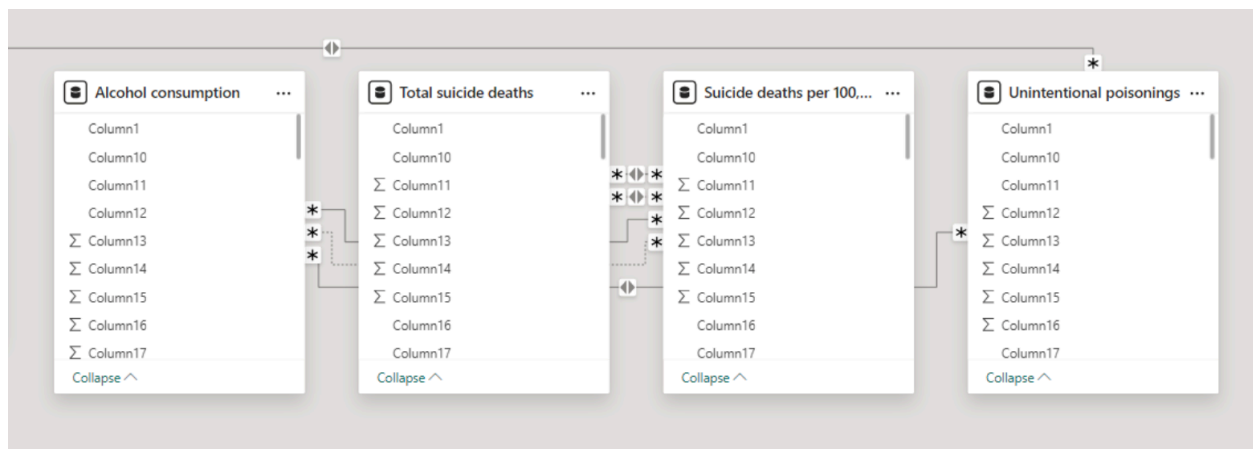 Alcohol consumption ...
Column1
Column10
Column11
Column12
Σ Column13
Σ Column14
Σ Column15
Σ Column16
Σ Column17
Collapse
Total suicide deaths ...
Column1
Column10
Σ Column11
Σ Column12
Σ Column13
Σ Column14
Σ Column15
Column16
Column17
Collapse
Suicide deaths per 100,... ...
Column1
Column10
Σ Column11
Σ Column12
Σ Column13
Σ Column14
Σ Column15
Column16
Column17
Collapse
Unintentional poisonings ...
Column1
Column10
Column11
Σ Column12
Σ Column13
Σ Column14
Σ Column15
Σ Column16
Column17
Collapse